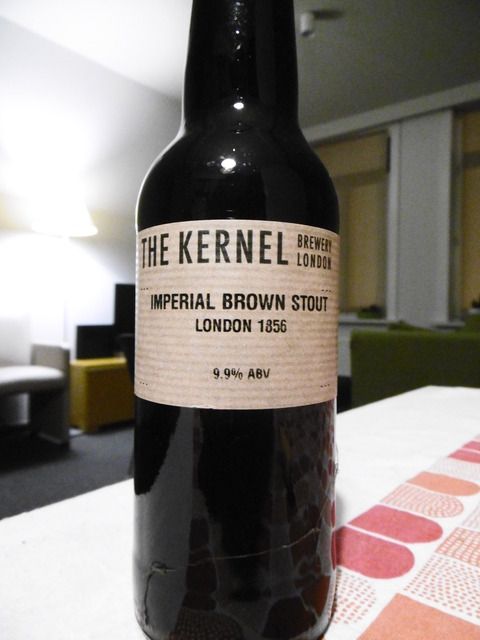 THE KERNEL BREWERY LONDON
IMPERIAL BROWN STOUT
LONDON 1856
9.9% ABV